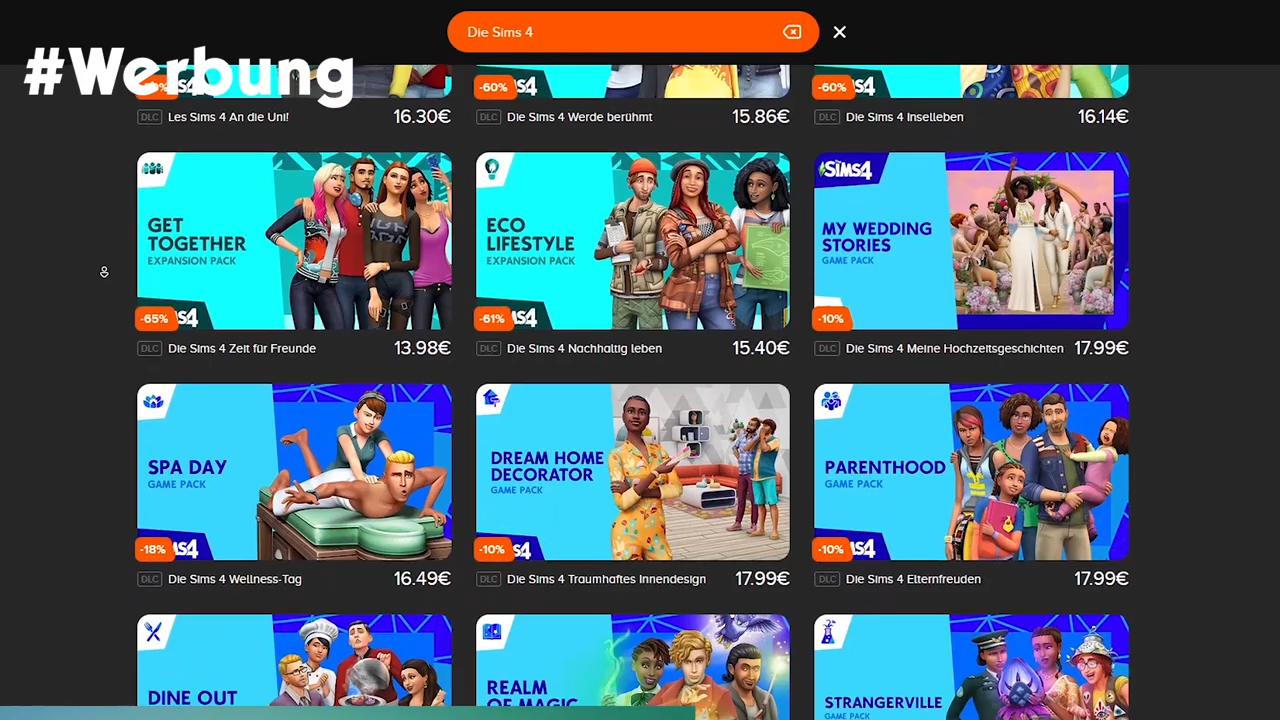 Die Sims 4
#Werbung
-60%
-60%
DLC Les Sims 4 An die Uni! 16.30€
DLC Die Sims 4 Werde berühmt 15.86€
DLC Die Sims 4 Inselleben 16.14€
GET
TOGETHER
EXPANSION PACK
-65%
ECO
LIFESTYLE
EXPANSION PACK
-61%
THE SIMS 4
MY WEDDING
STORIES
GAME PACK
-10%
DLC Die Sims 4 Zeit für Freunde 13.98€
DLC Die Sims 4 Nachhaltig leben 15.40€
DLC Die Sims 4 Meine Hochzeitsgeschichten 17.99€
SPA DAY
GAME PACK
-18%
DREAM HOME
DECORATOR
GAME PACK
-10%
PARENTHOOD
GAME PACK
-10%
DLC Die Sims 4 Wellness-Tag 16.49€
DLC Die Sims 4 Traumhaftes Innendesign 17.99€
DLC Die Sims 4 Elternfreuden 17.99€
DINE OUT
REALM
OF MAGIC
STRANGERVILLE
GAME PACK